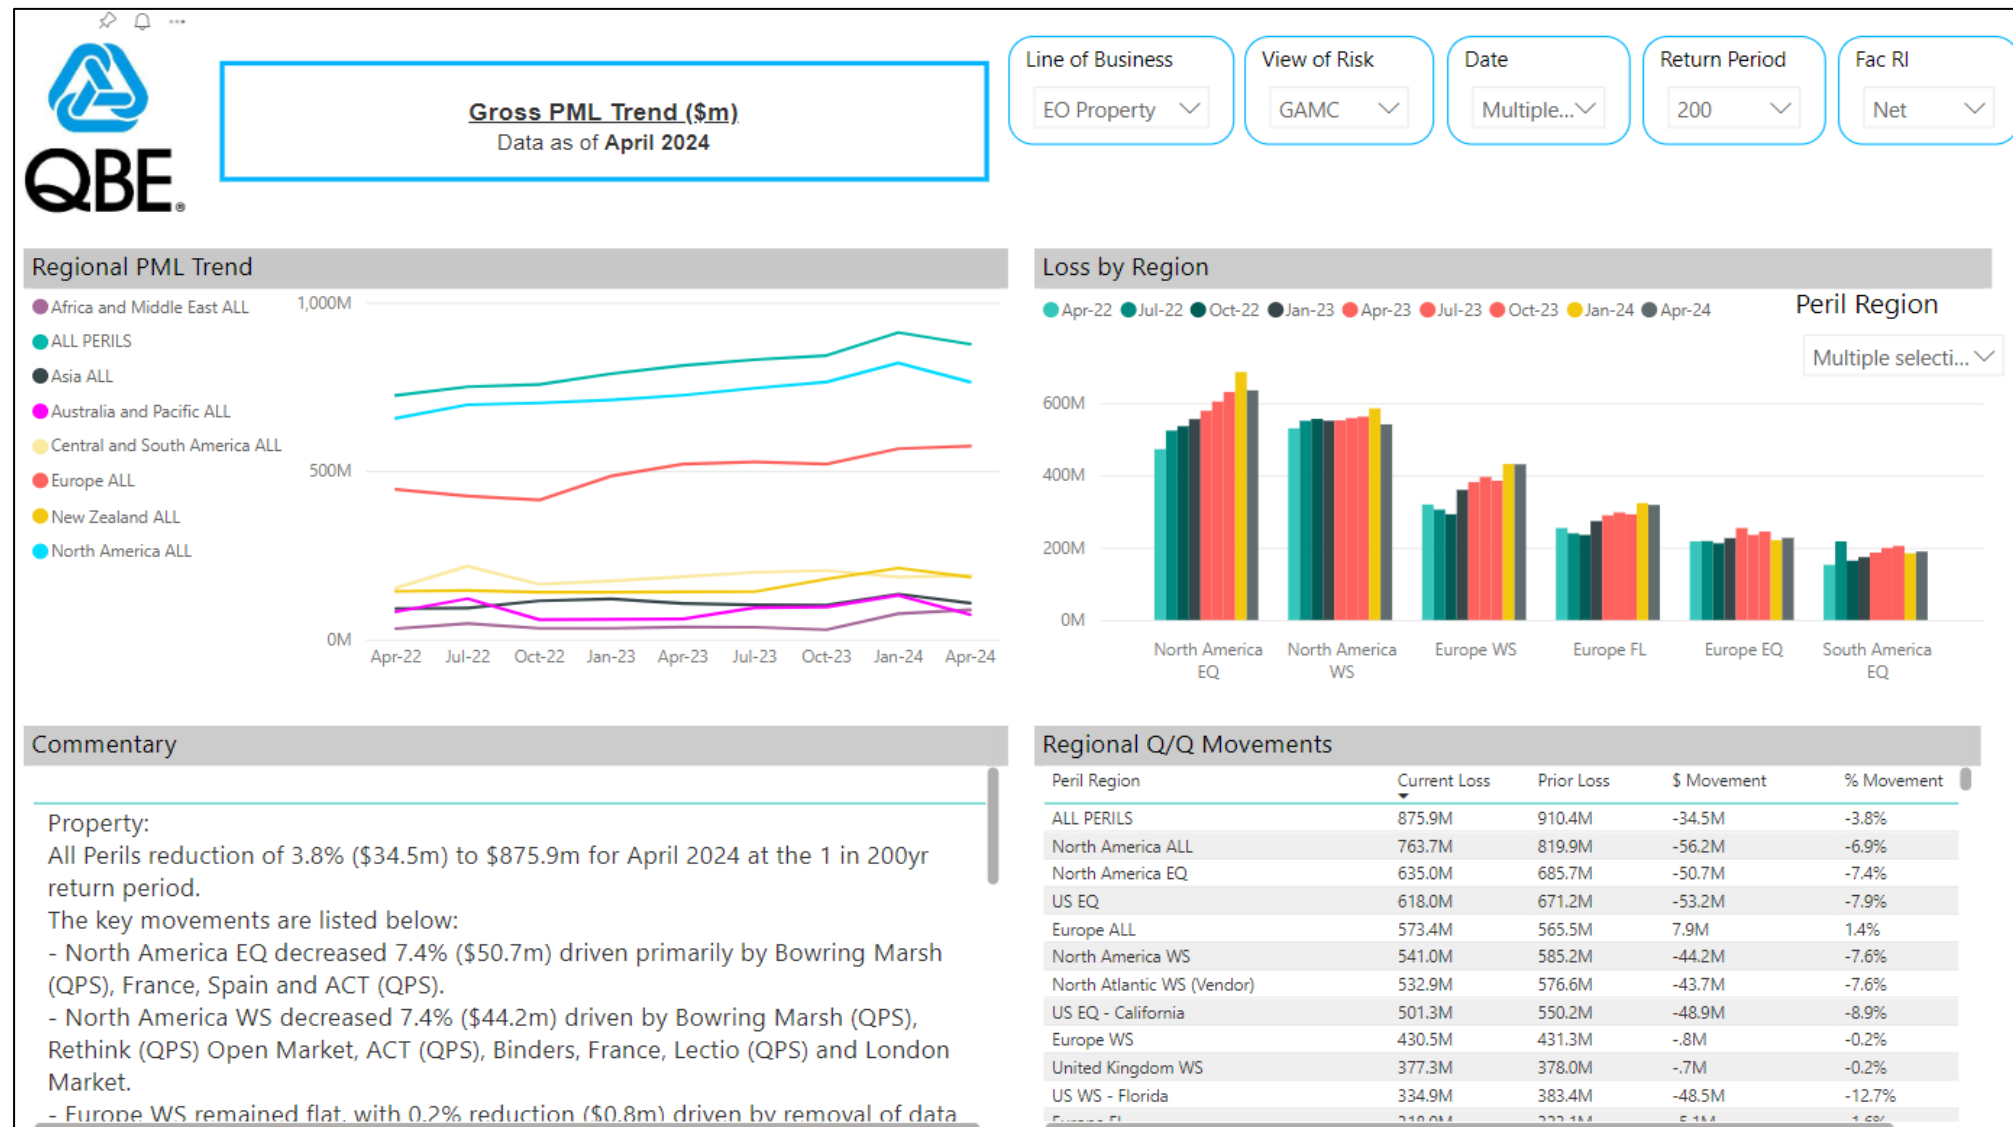 QBE®
Gross PML Trend ($m)
Data as of April 2024
Line of Business
EO Property
View of Risk
GAMC
Date
Multiple...
Return Period
200
Fac RI
Net
Regional PML Trend
Africa and Middle East ALL
ALL PERILS
Asia ALL
Australia and Pacific ALL
Central and South America ALL
Europe ALL
New Zealand ALL
North America ALL
1,000M
500M
0M
Apr-22 Jul-22 Oct-22 Jan-23 Apr-23 Jul-23 Oct-23 Jan-24 Apr-24
Loss by Region
Apr-22 Jul-22 Oct-22 Jan-23 Apr-23 Jul-23 Oct-23 Jan-24 Apr-24
Peril Region
Multiple selecti...
600M
400M
200M
0M
North America EQ
North America WS
Europe WS
Europe FL
Europe EQ
South America EQ
Commentary
Property:
All Perils reduction of 3.8% ($34.5m) to $875.9m for April 2024 at the 1 in 200yr
return period.
The key movements are listed below:
- North America EQ decreased 7.4% ($50.7m) driven primarily by Bowring Marsh
(QPS), France, Spain and ACT (QPS).
- North America WS decreased 7.4% ($44.2m) driven by Bowring Marsh (QPS),
Rethink (QPS) Open Market, ACT (QPS), Binders, France, Lectio (QPS) and London
Market.
- Europe WS remained flat, with 0.2% reduction ($0.8m) driven by removal of data
Regional Q/Q Movements
Peril Region Current Loss Prior Loss $ Movement % Movement
ALL PERILS 875.9M 910.4M -34.5M -3.8%
North America ALL 763.7M 819.9M -56.2M -6.9%
North America EQ 635.0M 685.7M -50.7M -7.4%
US EQ 618.0M 671.2M -53.2M -7.9%
Europe ALL 573.4M 565.5M 7.9M 1.4%
North America WS 541.0M 585.2M -44.2M -7.6%
North Atlantic WS (Vendor) 532.9M 576.6M -43.7M -7.6%
US EQ - California 501.3M 550.2M -48.9M -8.9%
Europe WS 430.5M 431.3M -.8M -0.2%
United Kingdom WS 377.3M 378.0M -.7M -0.2%
US WS - Florida 334.9M 383.4M -48.5M -12.7%